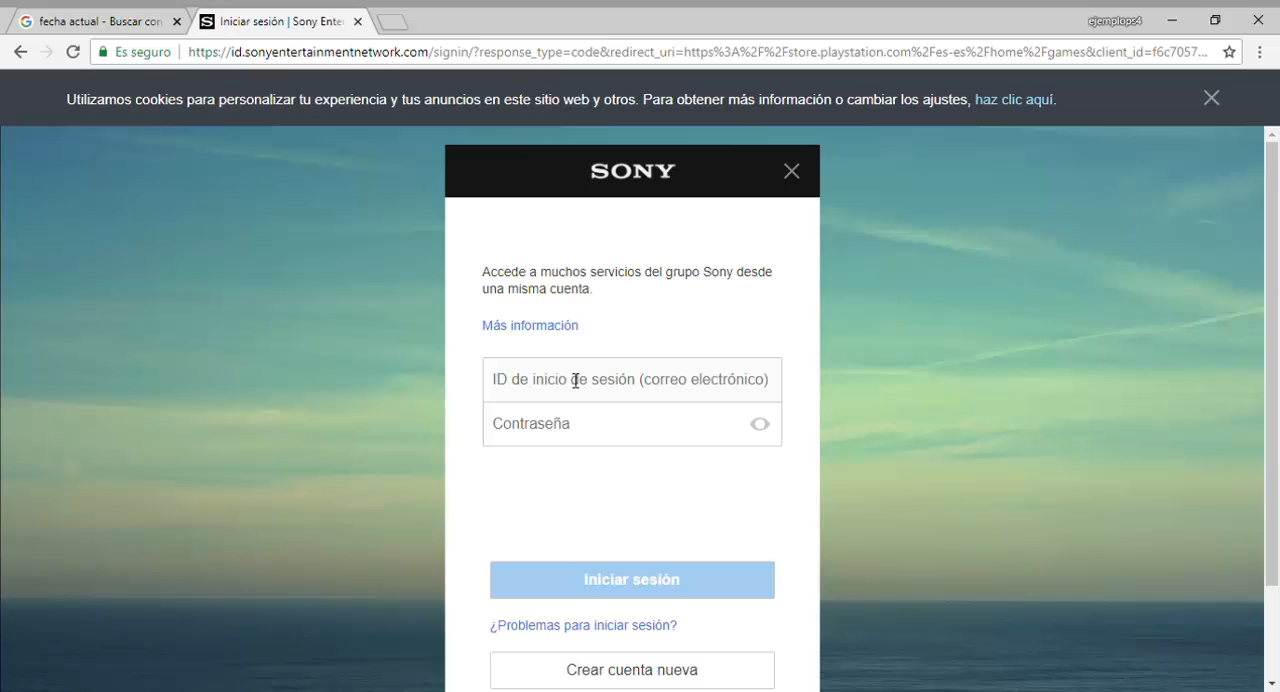 fecha actual - Buscar con
Iniciar sesión | Sony Ente
ejemplops4
Es seguro
https://id.sonyentertainmentnetwork.com/signin/?response_type=code&redirect_uri=https%3A%2F%2Fstore.playstation.com%2Fes-es%2Fhome%2Fgames&client_id=f6c7057...
Utilizamos cookies para personalizar tu experiencia y tus anuncios en este sitio web y otros. Para obtener más información o cambiar los ajustes, haz clic aquí.
SONY
Accede a muchos servicios del grupo Sony desde
una misma cuenta.
Más información
ID de inicio de sesión (correo electrónico)
Contraseña
Iniciar sesión
¿Problemas para iniciar sesión?
Crear cuenta nueva